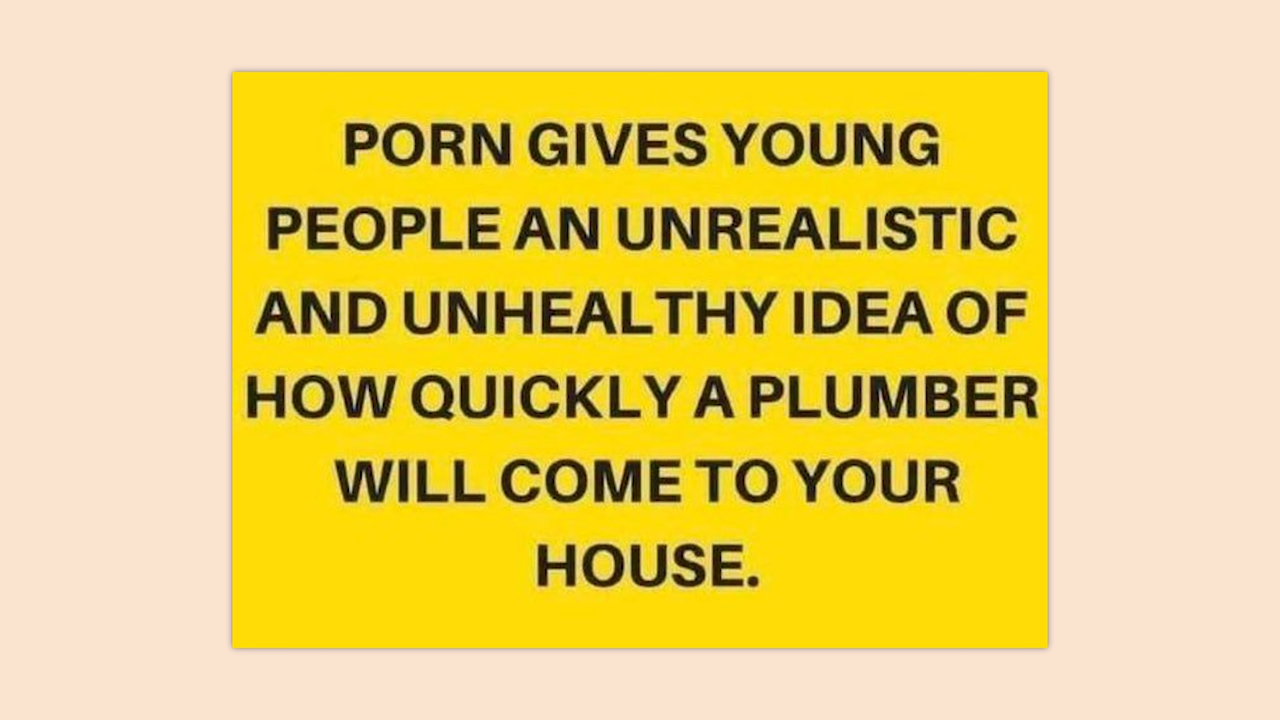 PORN GIVES YOUNG
PEOPLE AN UNREALISTIC
AND UNHEALTHY IDEA OF
HOW QUICKLY A PLUMBER
WILL COME TO YOUR
HOUSE.